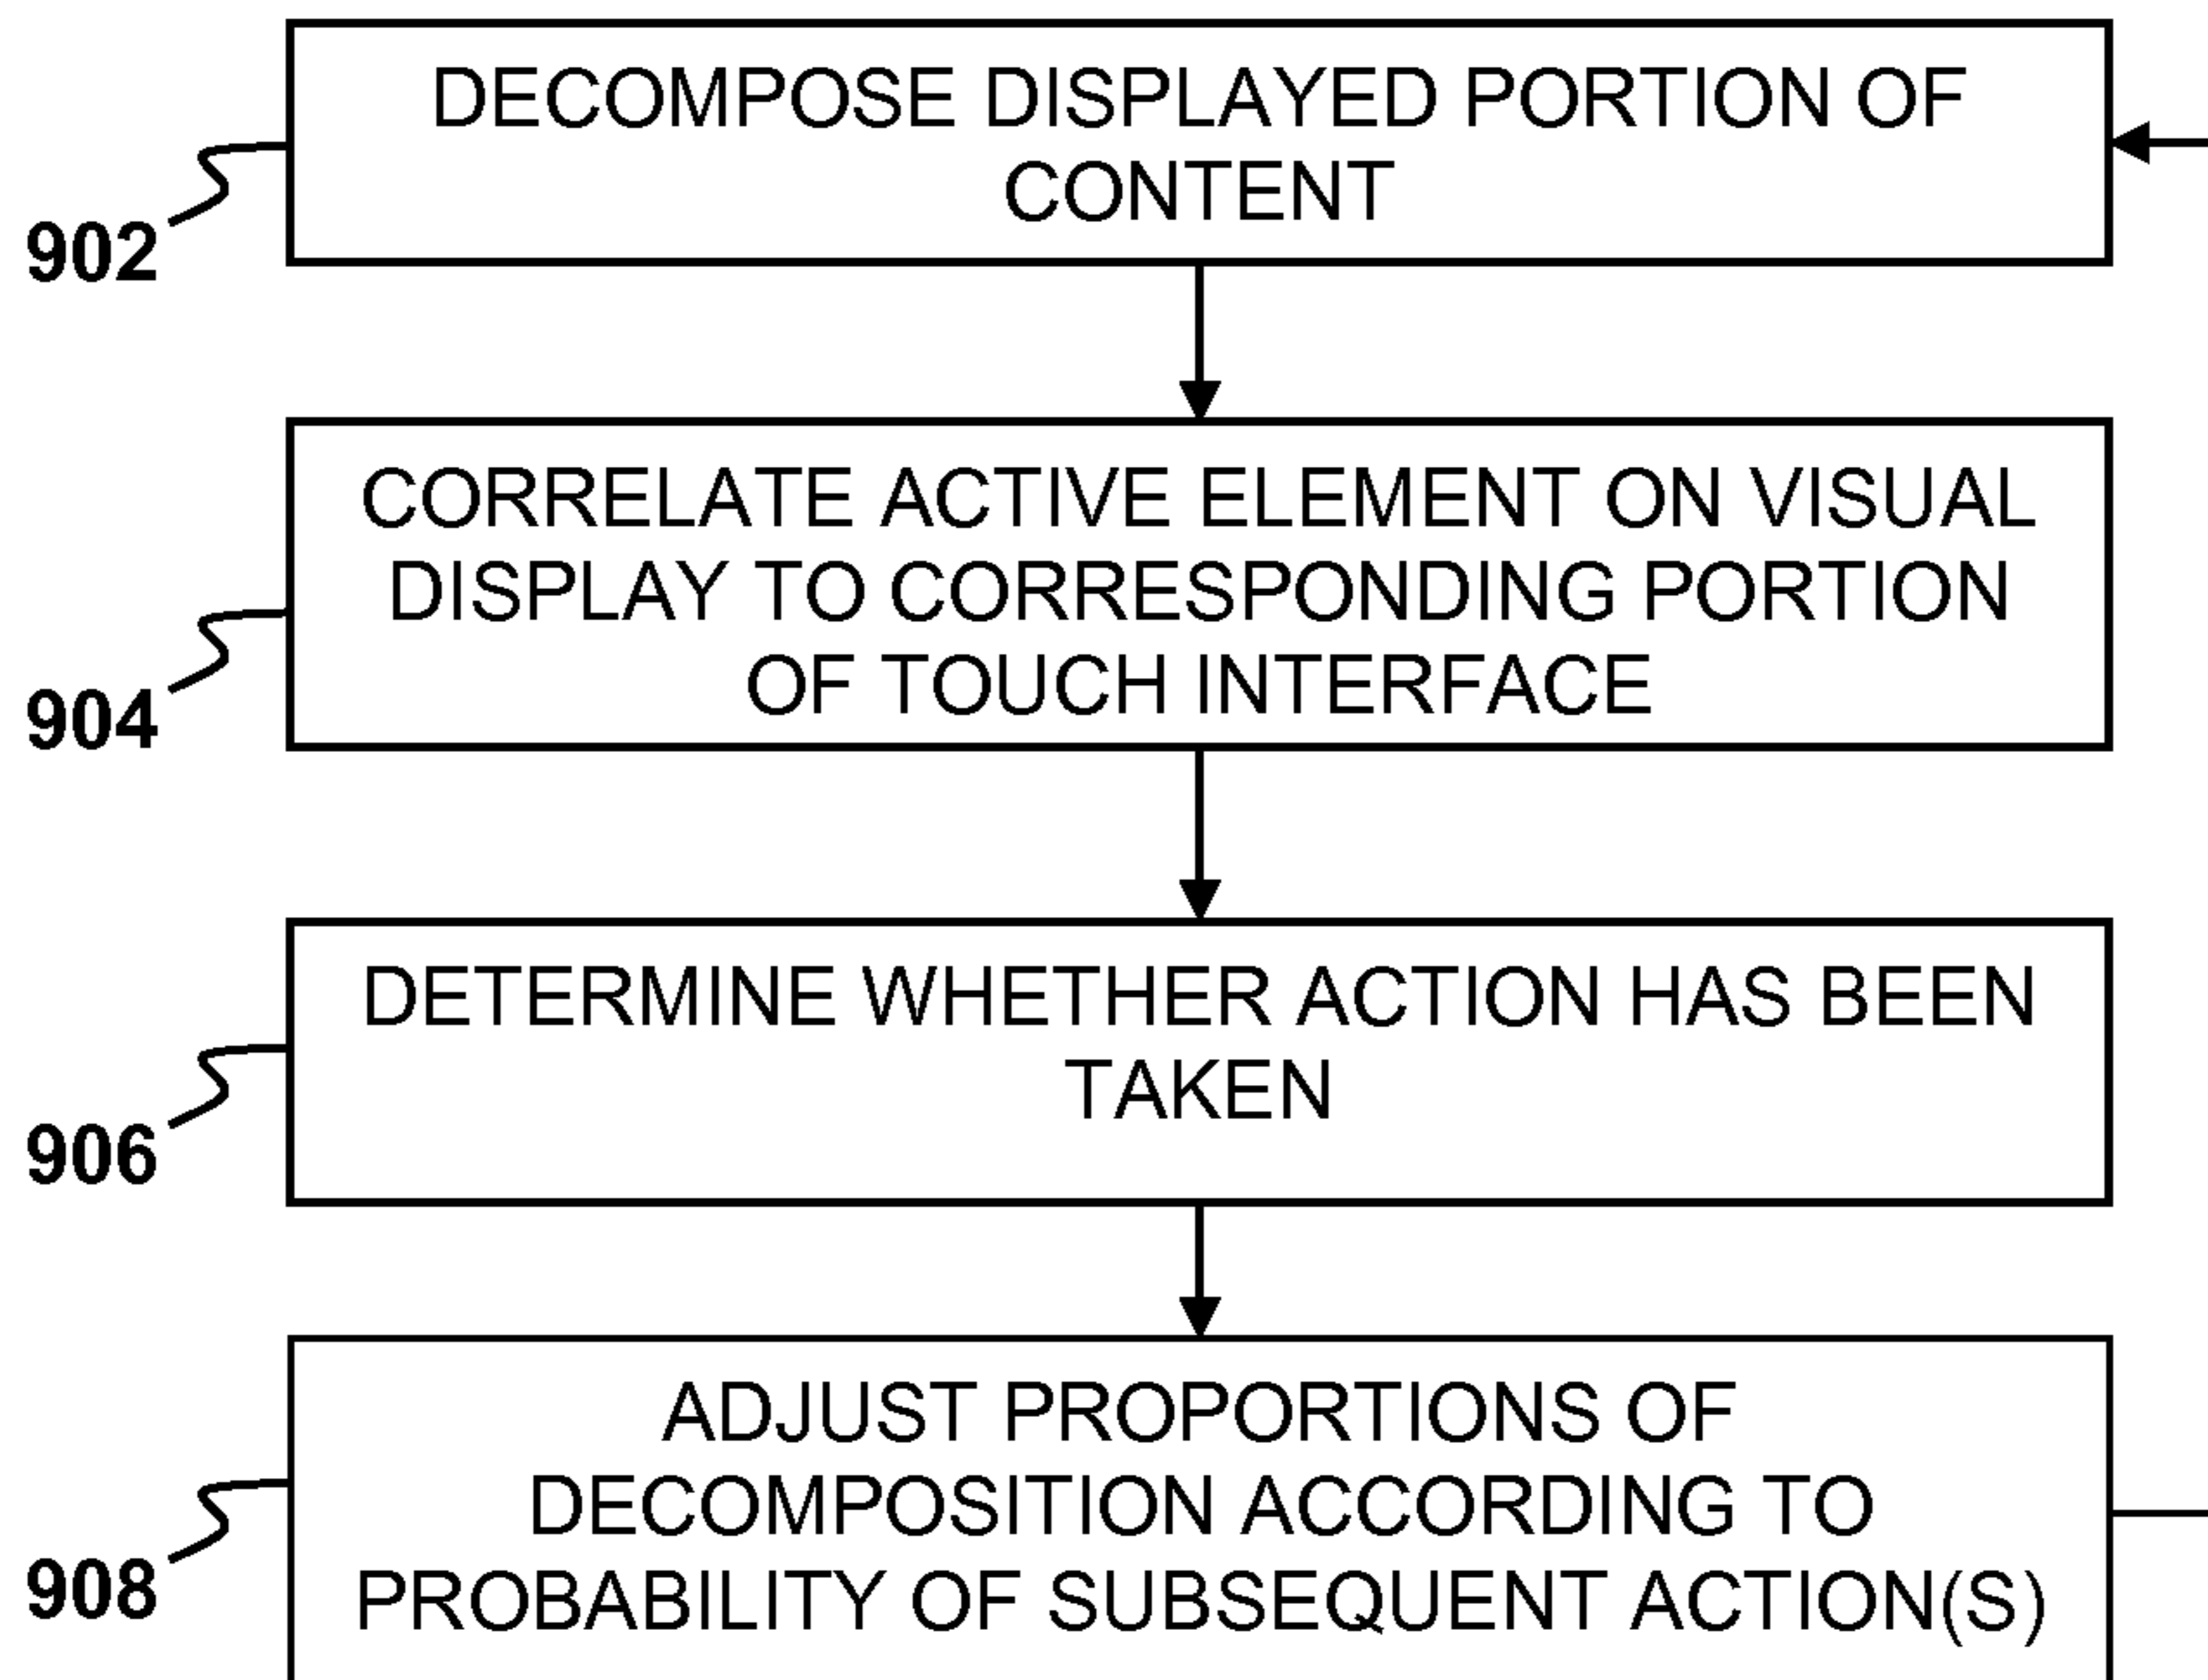 DECOMPOSE DISPLAYED PORTION OF
CONTENT
902
CORRELATE ACTIVE ELEMENT ON VISUAL
DISPLAY TO CORRESPONDING PORTION
OF TOUCH INTERFACE
904
DETERMINE WHETHER ACTION HAS BEEN
TAKEN
906
ADJUST PROPORTIONS OF
DECOMPOSITION ACCORDING TO
PROBABILITY OF SUBSEQUENT ACTION(S)
908